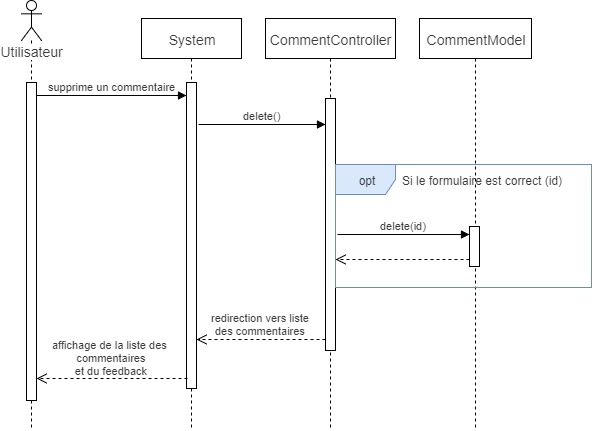 Utilisateur
System
CommentController
CommentModel
supprime un commentaire
delete()
opt
Si le formulaire est correct (id)
delete(id)
redirection vers liste
des commentaires
affichage de la liste des
commentaires
et du feedback